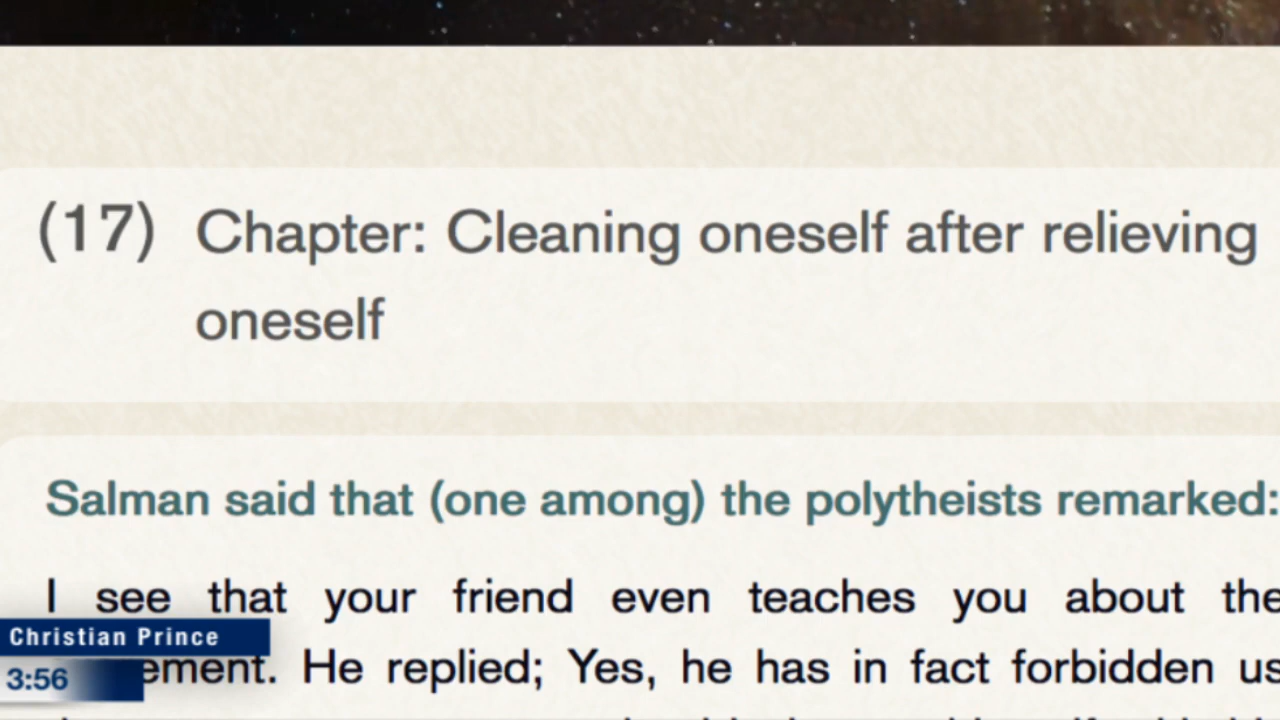 (17) Chapter: Cleaning oneself after relieving
oneself
Salman said that (one among) the polytheists remarked:
I see that your friend even teaches you about the
Christian Prince
ement. He replied; Yes, he has in fact forbidden us
3:56